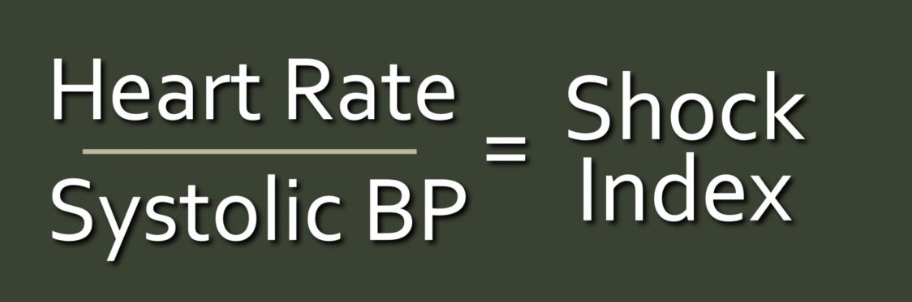 Heart Rate
Systolic BP
=
Shock
Index